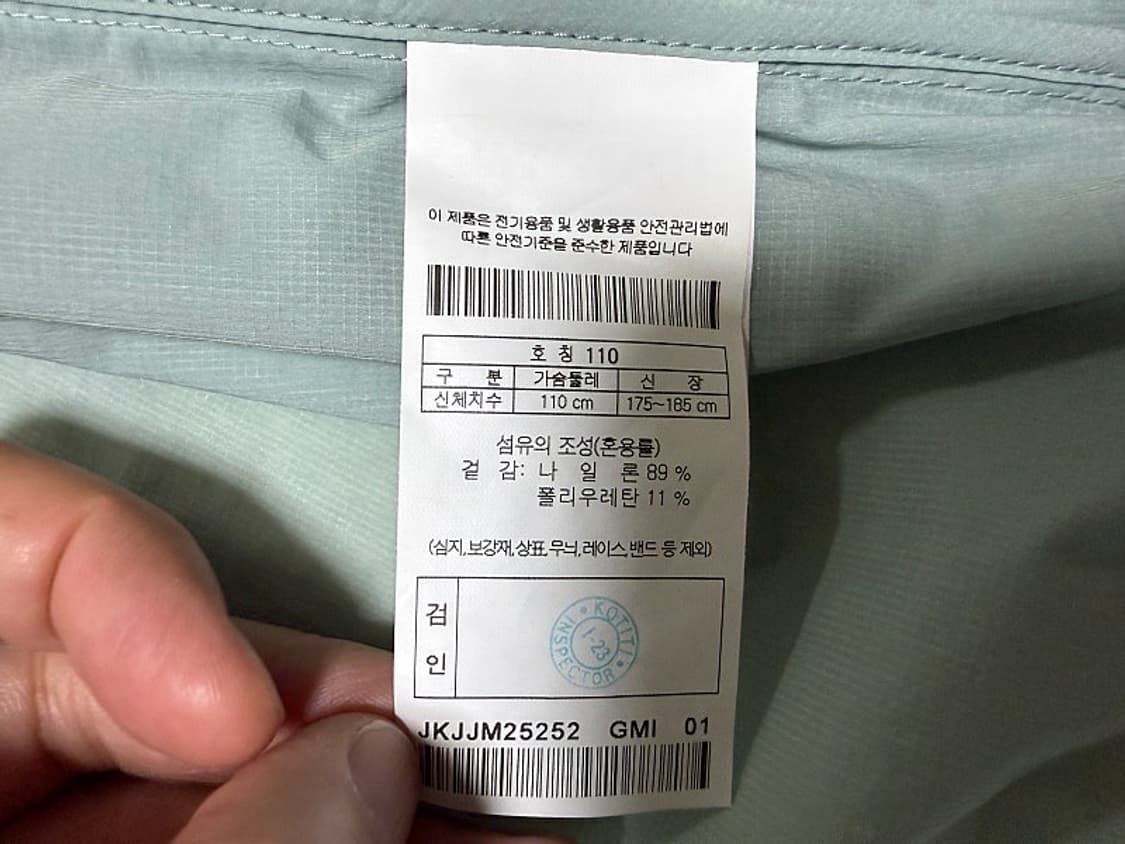 이 제품은 전기용품 및 생활용품 안전관리법에
따른 안전기준을 준수한 제품입니다
호 칭 110
구 분 가슴둘레 신 장
신체치수 110 cm 175~185 cm
섬유의 조성(혼용률)
겉 감: 나 일 론 89 %
폴리우레탄 11 %
(심지,보강재,상표,무늬,레이스,밴드 등 제외)
검
인
KOTITI
1-23
INSPECTOR
JKJJM25252 GMI 01